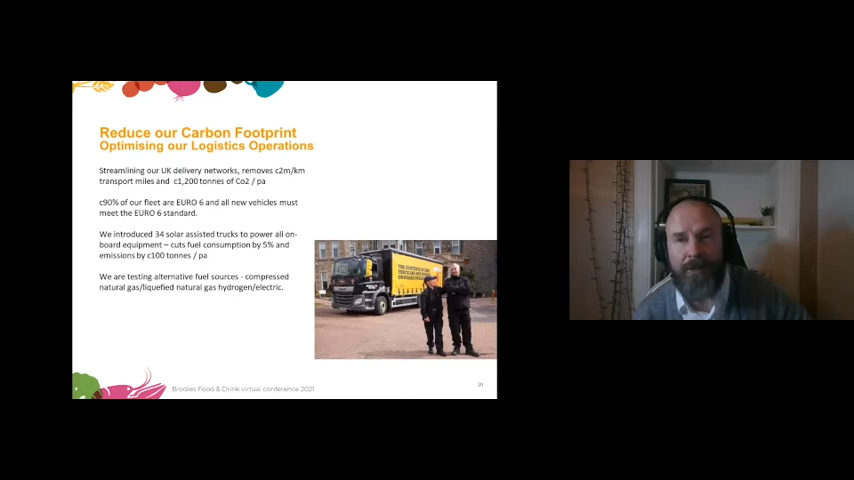 Reduce our Carbon Footprint
Optimising our Logistics Operations
Streamlining our UK delivery networks, removes c2m/km
transport miles and c1,200 tonnes of Co2 / pa
c90% of our fleet are EURO 6 and all new vehicles must
meet the EURO 6 standard.
We introduced 34 solar assisted trucks to power all on-
board equipment – cuts fuel consumption by 5% and
emissions by c100 tonnes / pa
We are testing alternative fuel sources - compressed
natural gas/liquefied natural gas hydrogen/electric.
THE CONTENTS OF THIS
Brodies Food & Drink virtual conference 2021